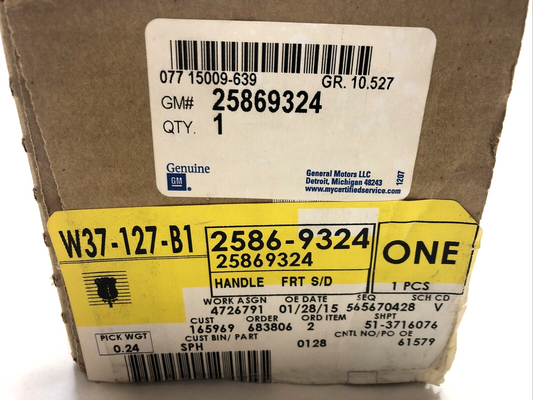 077 15009-639 GR. 10.527
GM# 25869324
QTY. 1
Genuine
GM
General Motors LLC
Detroit, Michigan 48243
www.mycertifiedservice.com
1207
W37-127-B1
2586-9324
25869324
HANDLE FRT S/D
ONE
1 PCS
WORK ASGN OE DATE SEQ SCH CD
4726791 01/28/15 565670428 V
CUST ORDER ORD ITEM SHPT
165969 683806 2 51-3716076
PICK WGT CUST BIN/ PART CNTL NO/PO OE
0.24 SPH 0128 61579